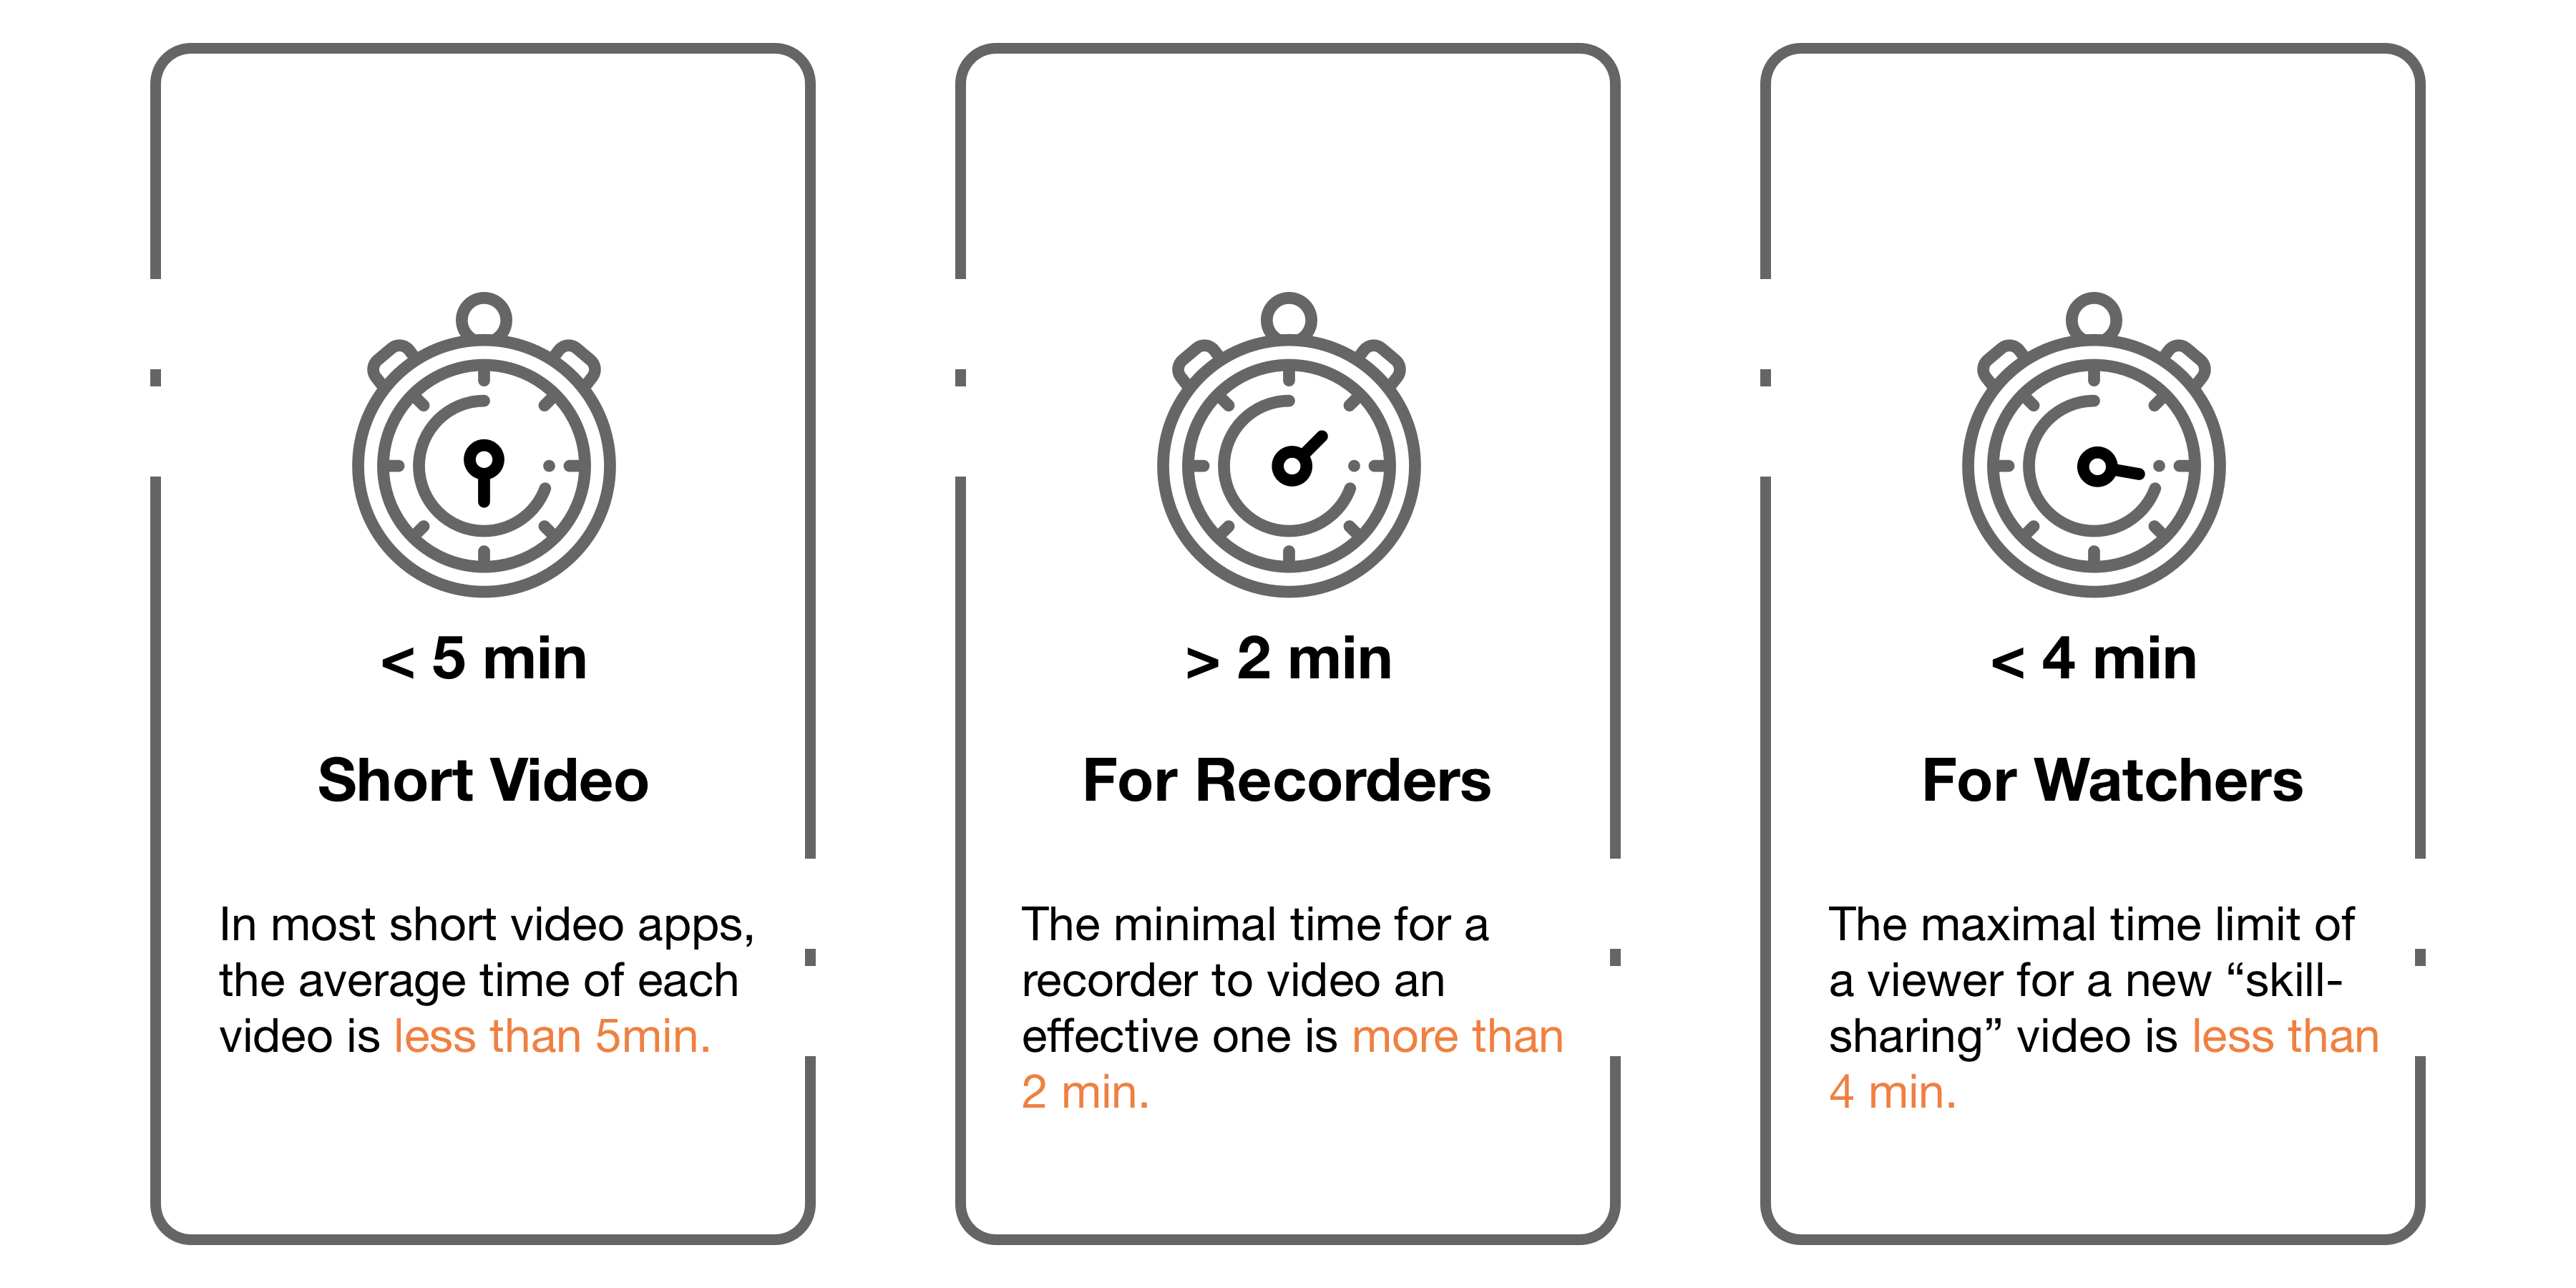 < 5 min
Short Video
In most short video apps,
the average time of each
video is less than 5min.
> 2 min
For Recorders
The minimal time for a
recorder to video an
effective one is more than
2 min.
< 4 min
For Watchers
The maximal time limit of
a viewer for a new “skill-
sharing” video is less than
4 min.